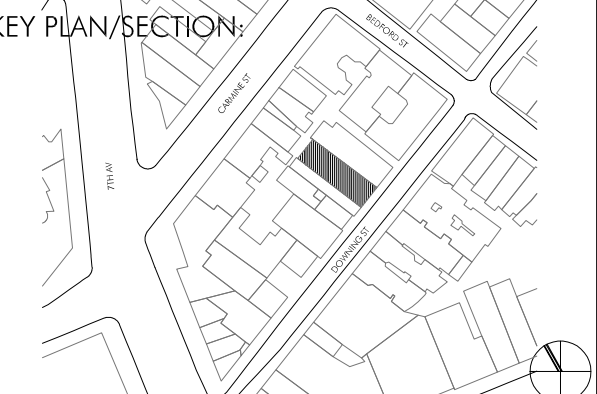 KEY PLAN/SECTION:
BEDFORD ST
CARMINE ST
7TH AV
DOWNING ST